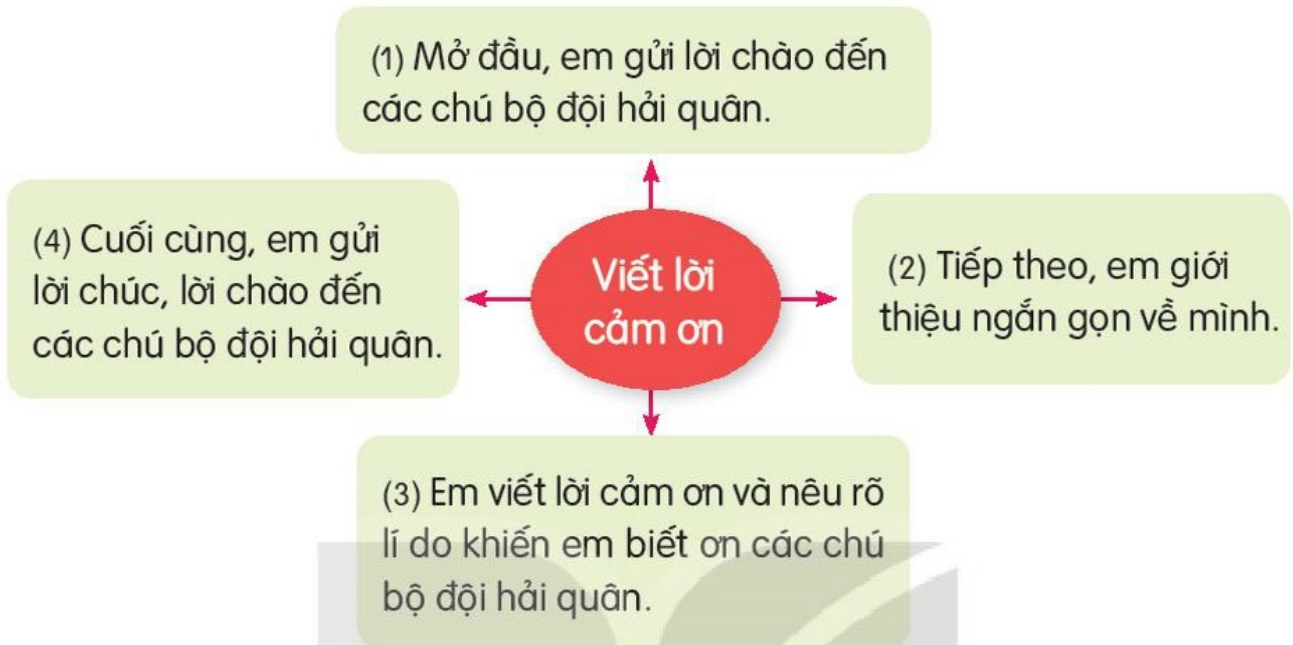 (1) Mở đầu, em gửi lời chào đến
các chú bộ đội hải quân.
(4) Cuối cùng, em gửi
lời chúc, lời chào đến
các chú bộ đội hải quân.
Viết lời
cảm ơn
(2) Tiếp theo, em giới
thiệu ngắn gọn về mình.
(3) Em viết lời cảm ơn và nêu rõ
lí do khiến em biết ơn các chú
bộ đội hải quân.